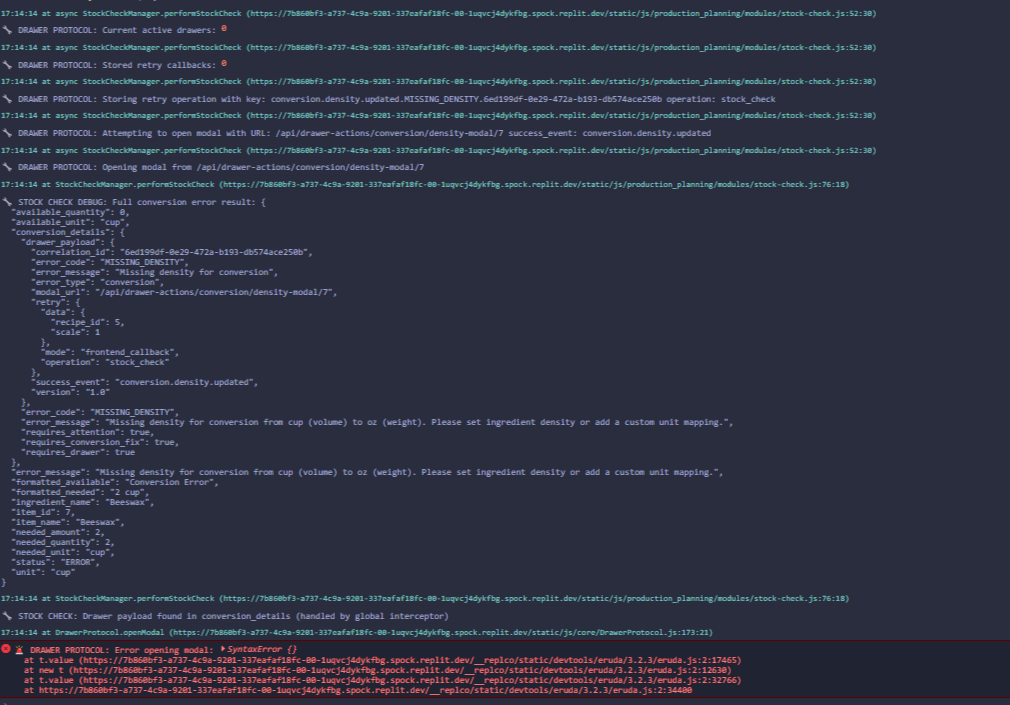 17:14:14 at async StockCheckManager.performStockCheck (https://7b860bf3-a737-4c9a-9201-337eafaf18fc-00-1uqvcj4dykfbg.spock.replit.dev/static/js/production_planning/modules/stock-check.js:52:30)
DRAWER PROTOCOL: Current active drawers: 0
17:14:14 at async StockCheckManager.performStockCheck (https://7b860bf3-a737-4c9a-9201-337eafaf18fc-00-1uqvcj4dykfbg.spock.replit.dev/static/js/production_planning/modules/stock-check.js:52:30)
DRAWER PROTOCOL: Stored retry callbacks: 0
17:14:14 at async StockCheckManager.performStockCheck (https://7b860bf3-a737-4c9a-9201-337eafaf18fc-00-1uqvcj4dykfbg.spock.replit.dev/static/js/production_planning/modules/stock-check.js:52:30)
DRAWER PROTOCOL: Storing retry operation with key: conversion.density.updated.MISSING_DENSITY.6ed199df-0e29-472a-b193-db574ace250b operation: stock_check
17:14:14 at async StockCheckManager.performStockCheck (https://7b860bf3-a737-4c9a-9201-337eafaf18fc-00-1uqvcj4dykfbg.spock.replit.dev/static/js/production_planning/modules/stock-check.js:52:30)
DRAWER PROTOCOL: Attempting to open modal with URL: /api/drawer-actions/conversion/density-modal/7 success_event: conversion.density.updated
17:14:14 at async StockCheckManager.performStockCheck (https://7b860bf3-a737-4c9a-9201-337eafaf18fc-00-1uqvcj4dykfbg.spock.replit.dev/static/js/production_planning/modules/stock-check.js:52:30)
DRAWER PROTOCOL: Opening modal from /api/drawer-actions/conversion/density-modal/7
17:14:14 at StockCheckManager.performStockCheck (https://7b860bf3-a737-4c9a-9201-337eafaf18fc-00-1uqvcj4dykfbg.spock.replit.dev/static/js/production_planning/modules/stock-check.js:76:18)
STOCK CHECK DEBUG: Full conversion error result: {
"available_quantity": 0,
"available_unit": "cup",
"conversion_details": {
"drawer_payload": {
"correlation_id": "6ed199df-0e29-472a-b193-db574ace250b",
"error_code": "MISSING_DENSITY",
"error_message": "Missing density for conversion",
"error_type": "conversion",
"modal_url": "/api/drawer-actions/conversion/density-modal/7",
"retry": {
"data": {
"recipe_id": 5,
"scale": 1
},
"mode": "frontend_callback",
"operation": "stock_check"
},
"success_event": "conversion.density.updated",
"version": "1.0"
},
"error_code": "MISSING_DENSITY",
"error_message": "Missing density for conversion from cup (volume) to oz (weight). Please set ingredient density or add a custom unit mapping.",
"requires_attention": true,
"requires_conversion_fix": true,
"requires_drawer": true
},
"error_message": "Missing density for conversion from cup (volume) to oz (weight). Please set ingredient density or add a custom unit mapping.",
"formatted_available": "Conversion Error",
"formatted_needed": "2 cup",
"ingredient_name": "Beeswax",
"item_id": 7,
"item_name": "Beeswax",
"needed_amount": 2,
"needed_quantity": 2,
"needed_unit": "cup",
"status": "ERROR",
"unit": "cup"
}
17:14:14 at StockCheckManager.performStockCheck (https://7b860bf3-a737-4c9a-9201-337eafaf18fc-00-1uqvcj4dykfbg.spock.replit.dev/static/js/production_planning/modules/stock-check.js:76:18)
STOCK CHECK: Drawer payload found in conversion_details (handled by global interceptor)
17:14:14 at DrawerProtocol.openModal (https://7b860bf3-a737-4c9a-9201-337eafaf18fc-00-1uqvcj4dykfbg.spock.replit.dev/static/js/core/DrawerProtocol.js:173:21)
DRAWER PROTOCOL: Error opening modal: SyntaxError {}
at t.value (https://7b860bf3-a737-4c9a-9201-337eafaf18fc-00-1uqvcj4dykfbg.spock.replit.dev/__replco/static/devtools/eruda/3.2.3/eruda.js:2:17465)
at new t (https://7b860bf3-a737-4c9a-9201-337eafaf18fc-00-1uqvcj4dykfbg.spock.replit.dev/__replco/static/devtools/eruda/3.2.3/eruda.js:2:12630)
at t.value (https://7b860bf3-a737-4c9a-9201-337eafaf18fc-00-1uqvcj4dykfbg.spock.replit.dev/__replco/static/devtools/eruda/3.2.3/eruda.js:2:32766)
at https://7b860bf3-a737-4c9a-9201-337eafaf18fc-00-1uqvcj4dykfbg.spock.replit.dev/__replco/static/devtools/eruda/3.2.3/eruda.js:2:34400